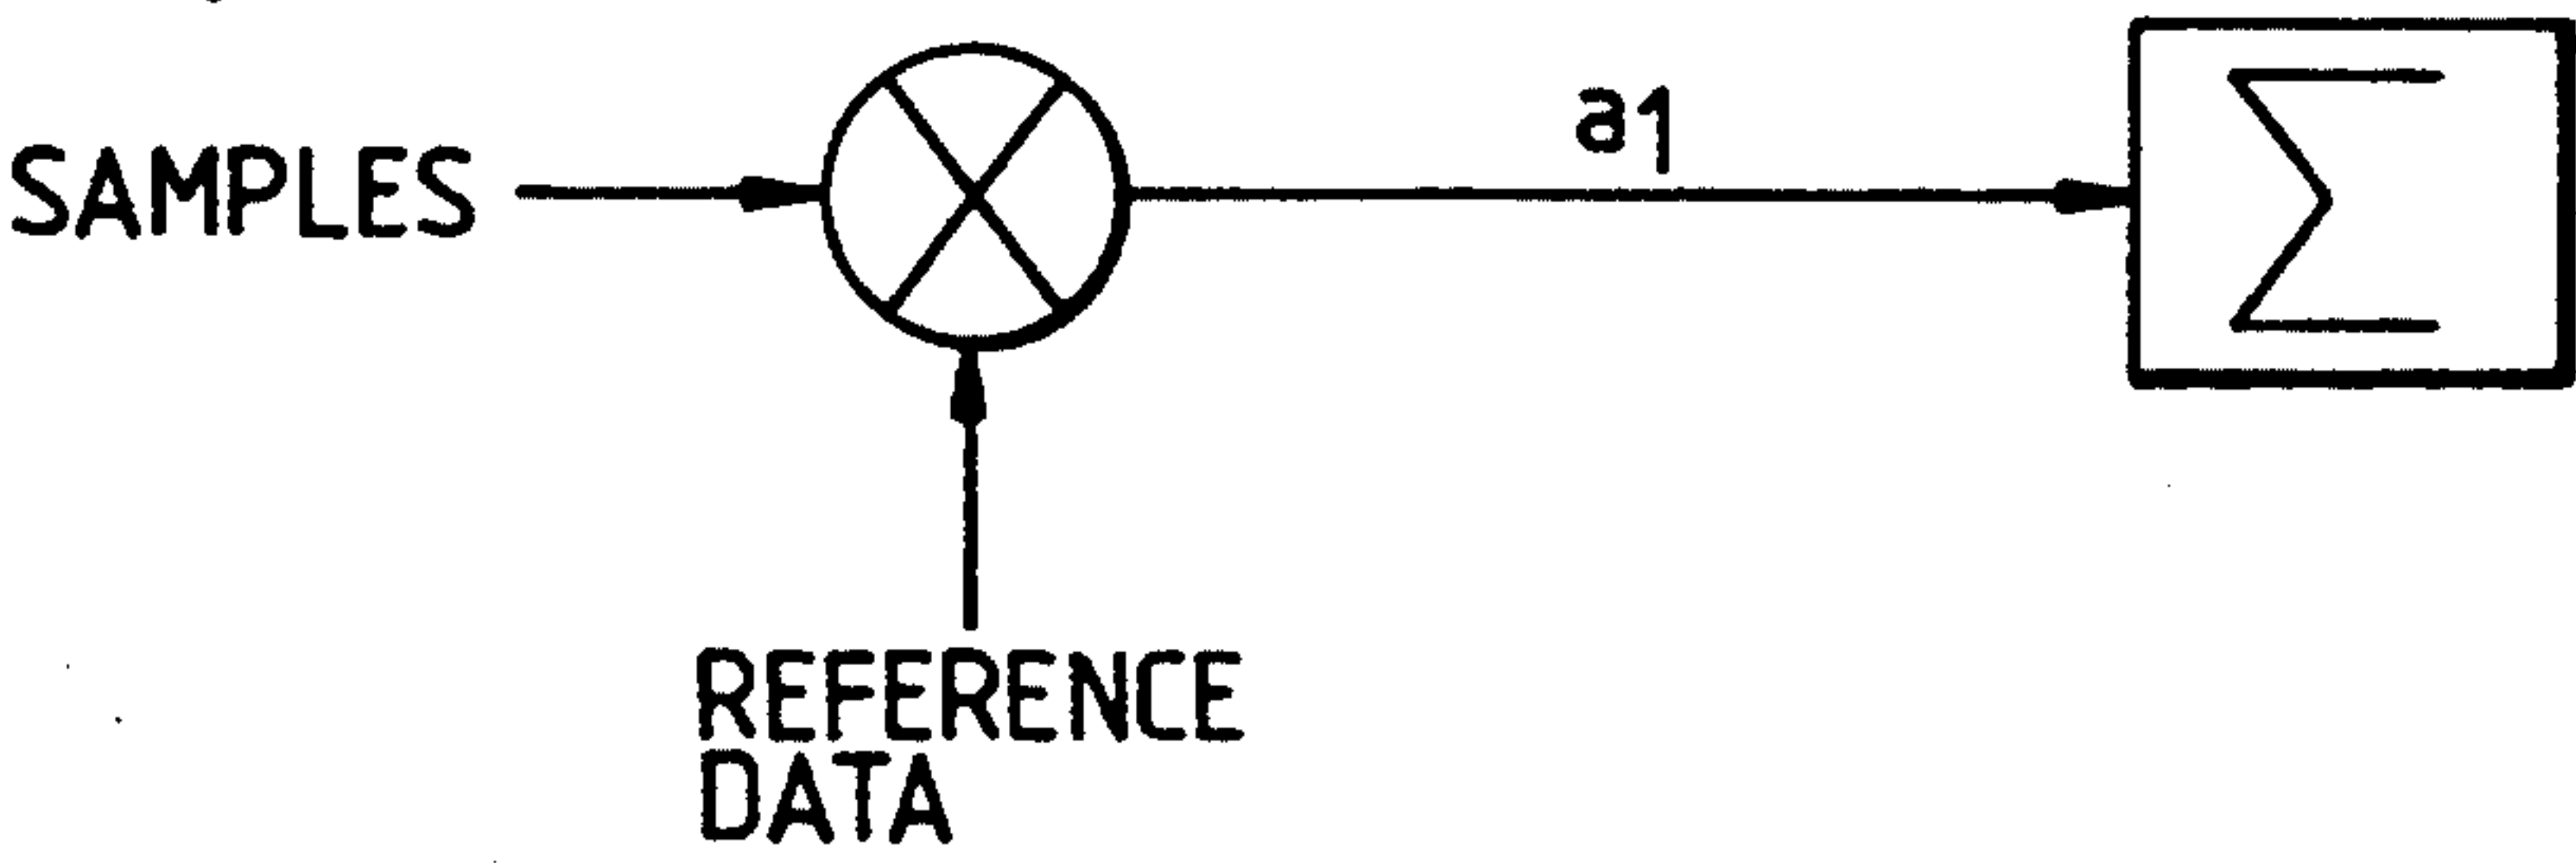 SAMPLES
a1
Σ
REFERENCE
DATA